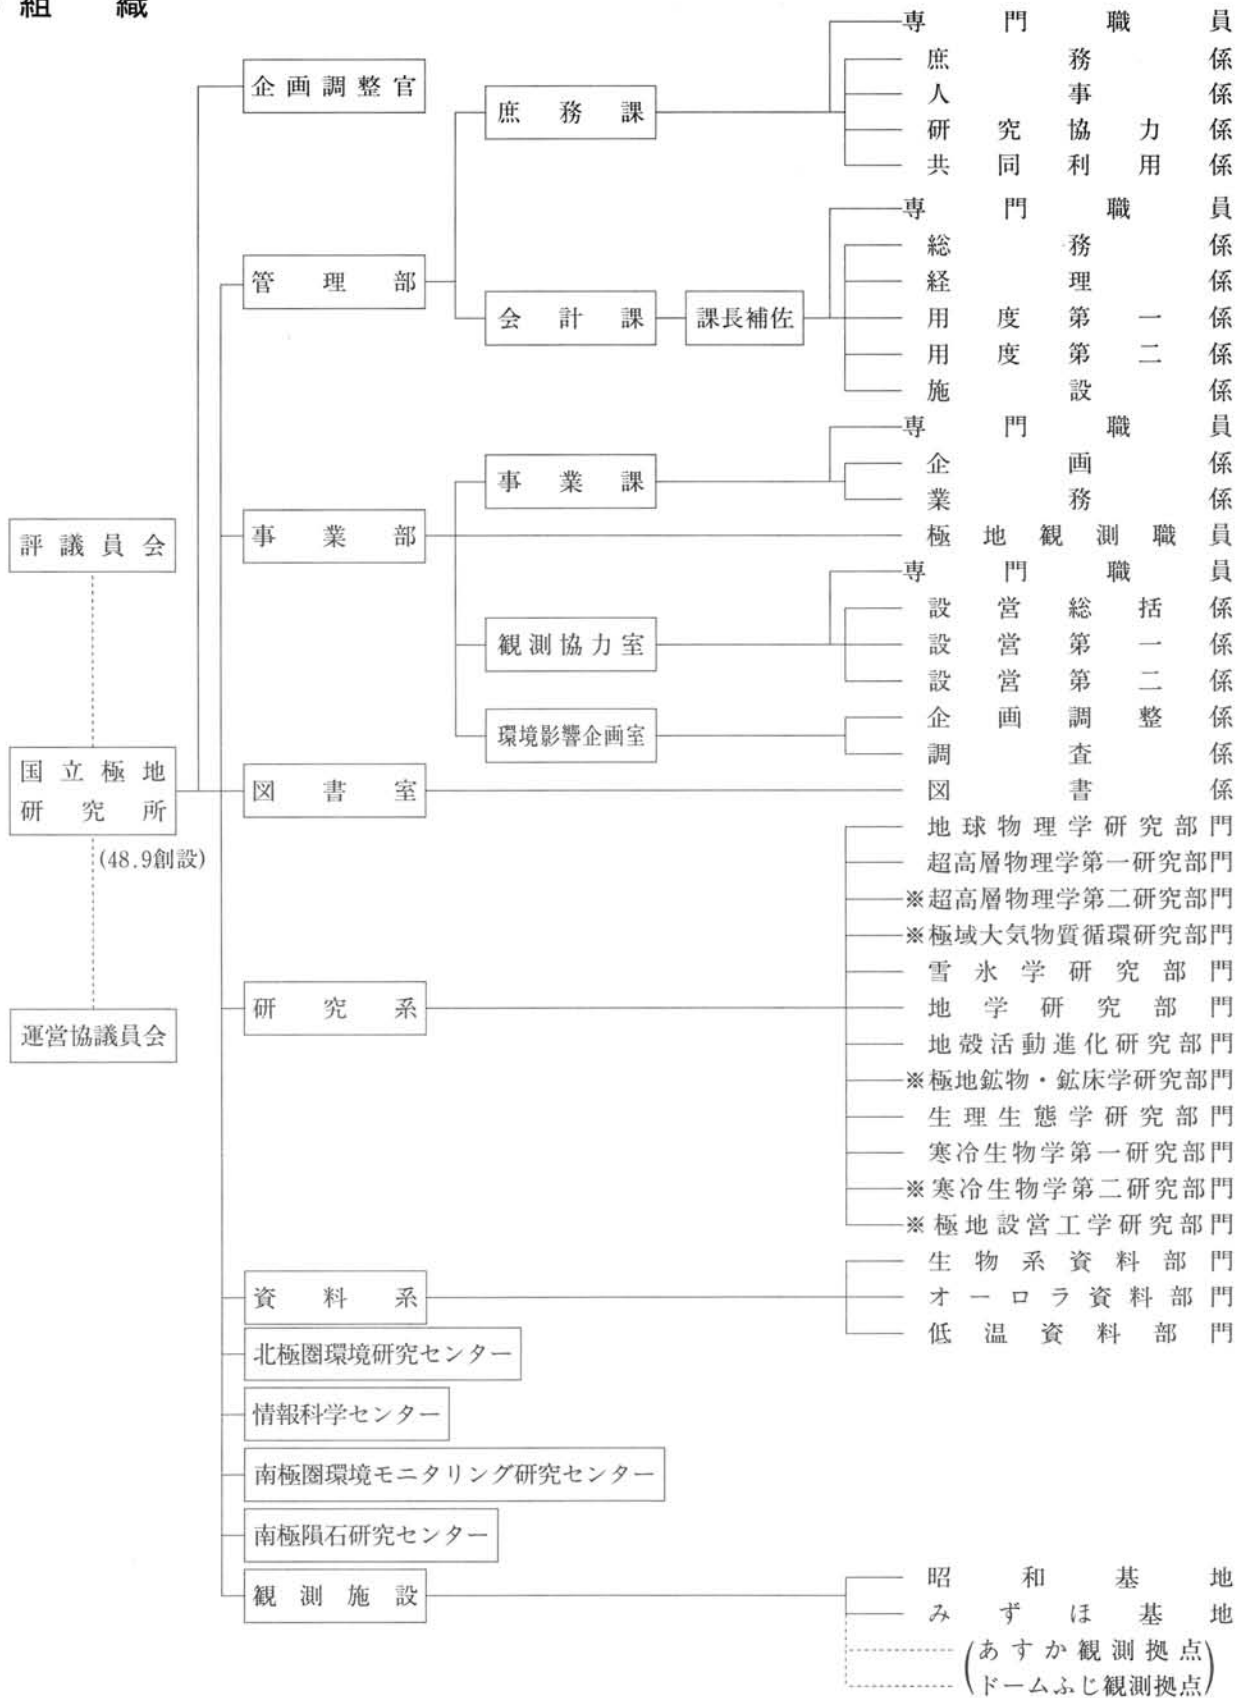 組織
専門職員
庶務係
企画調整官
人事係
庶務課
研究協力係
共同利用係
専門職員
総務係
管理部
経理係
会計課
課長補佐
用度第一係
用度第二係
施設係
専門職員
企画係
事業課
業務係
評議員会
事業部
極地観測職員
専門職員
設営総括係
観測協力室
設営第一係
設営第二係
企画調整係
環境影響企画室
調査係
国立極地
研究所
(48.9創設)
図書室
図書係
地球物理学研究部門
超高層物理学第一研究部門
※超高層物理学第二研究部門
※極域大気物質循環研究部門
雪氷学研究部門
運営協議員会
研究系
地学研究部門
地殻活動進化研究部門
※極地鉱物・鉱床学研究部門
生理生態学研究部門
寒冷生物学第一研究部門
※寒冷生物学第二研究部門
※極地設営工学研究部門
生物系資料部門
資料系
オーロラ資料部門
低温資料部門
北極圏環境研究センター
情報科学センター
南極圏環境モニタリング研究センター
南極隕石研究センター
観測施設
昭和基地
みずほ基地
(あすか観測拠点
ドームふじ観測拠点)